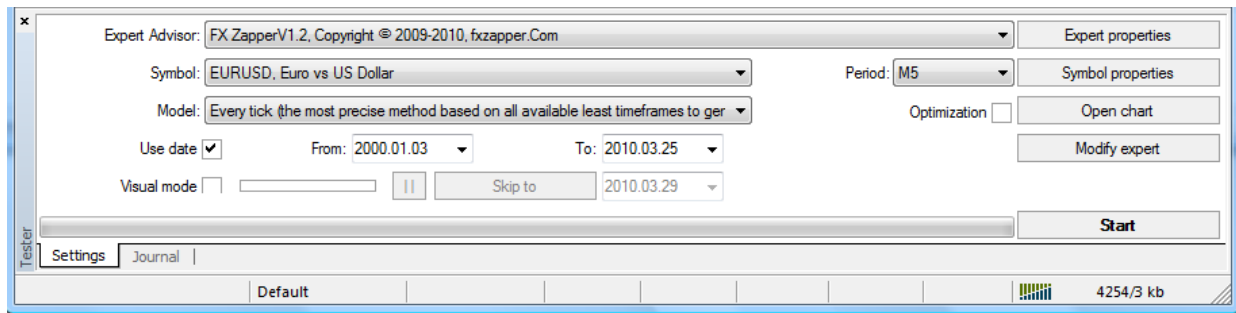 Expert Advisor: FX ZapperV1.2, Copyright © 2009-2010, fxzapper.Com Expert properties
Symbol: EURUSD, Euro vs US Dollar Period: M5 Symbol properties
Model: Every tick (the most precise method based on all available least timeframes to ger Optimization Open chart
Use date From: 2000.01.03 To: 2010.03.25 Modify expert
Visual mode Skip to 2010.03.29
Start
Tester
Settings Journal
Default 4254/3 kb